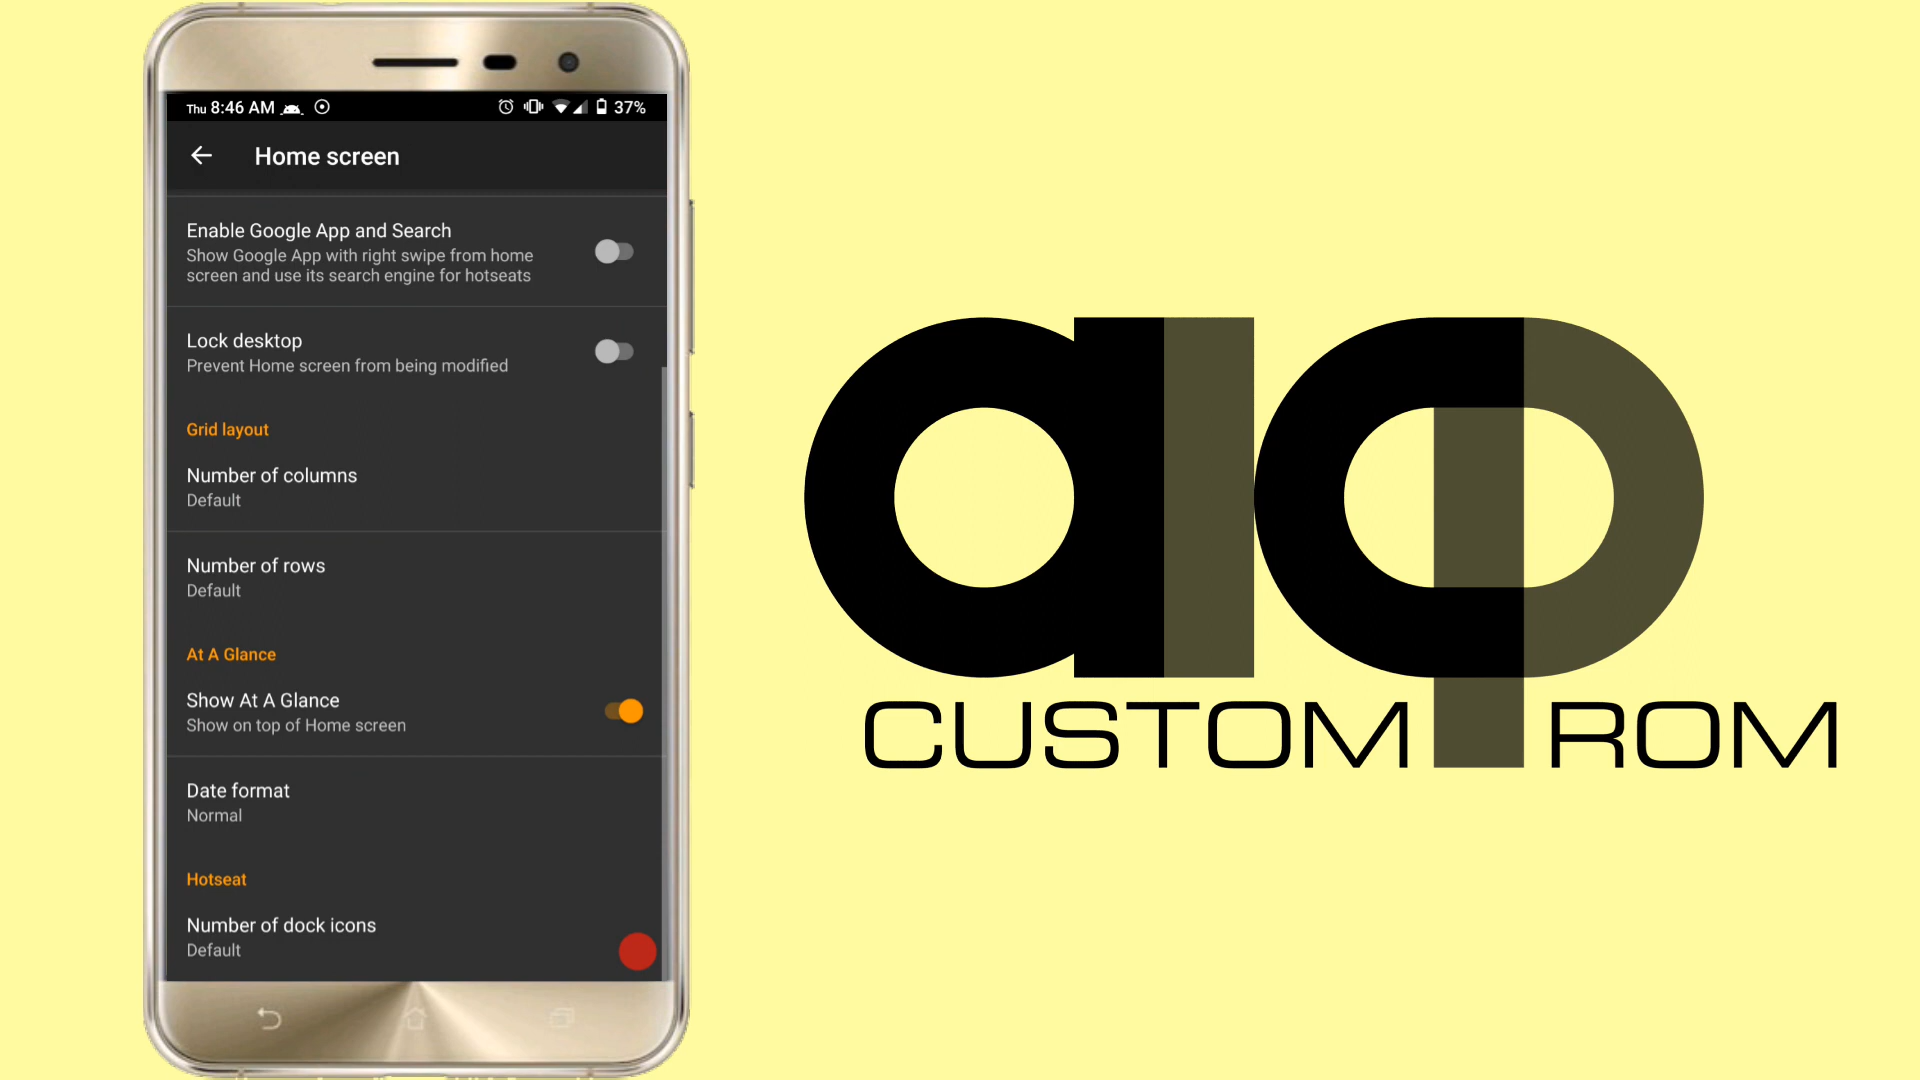 Thu 8:46 AM
37%
Home screen
Enable Google App and Search
Show Google App with right swipe from home
screen and use its search engine for hotseats
Lock desktop
Prevent Home screen from being modified
Grid layout
Number of columns
Default
Number of rows
Default
At A Glance
Show At A Glance
Show on top of Home screen
Date format
Normal
Hotseat
Number of dock icons
Default
CUSTOM ROM